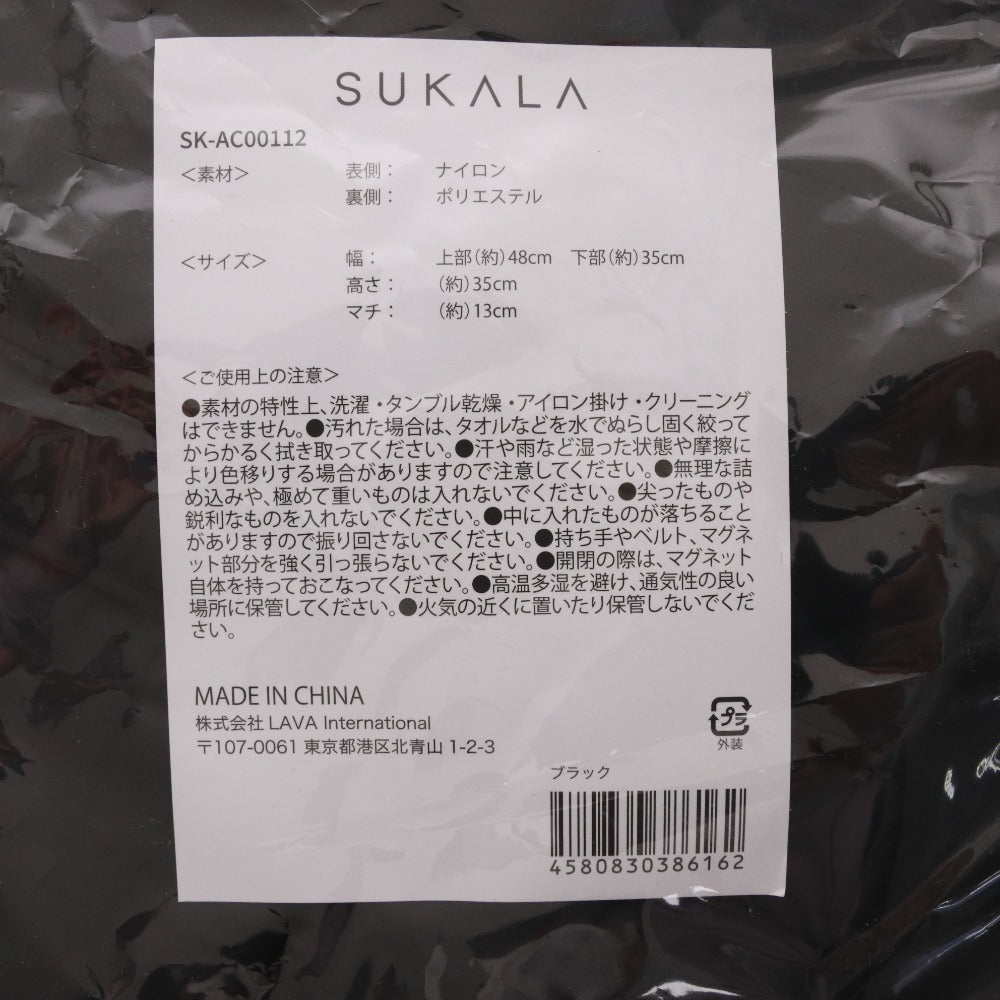 SUKALA
SK-AC00112
＜素材＞ 表側： ナイロン
裏側： ポリエステル
＜サイズ＞ 幅： 上部(約)48cm 下部(約)35cm
高さ： (約)35cm
マチ： (約)13cm
＜ご使用上の注意＞
●素材の特性上、洗濯・タンブル乾燥・アイロン掛け・クリーニング
はできません。●汚れた場合は、タオルなどを水でぬらし固く絞って
からかるく拭き取ってください。●汗や雨など湿った状態や摩擦に
より色移りする場合がありますので注意してください。●無理な詰
め込みや、極めて重いものは入れないでください。●尖ったものや
鋭利なものを入れないでください。●中に入れたものが落ちること
がありますので振り回さないでください。●持ち手やベルト、マグネ
ット部分を強く引っ張らないでください。●開閉の際は、マグネット
自体を持っておこなってください。●高温多湿を避け、通気性の良い
場所に保管してください。●火気の近くに置いたり保管しないでくだ
さい。
MADE IN CHINA
株式会社 LAVA International
〒107-0061 東京都港区北青山 1-2-3
プラ
外装
ブラック
4580830386162